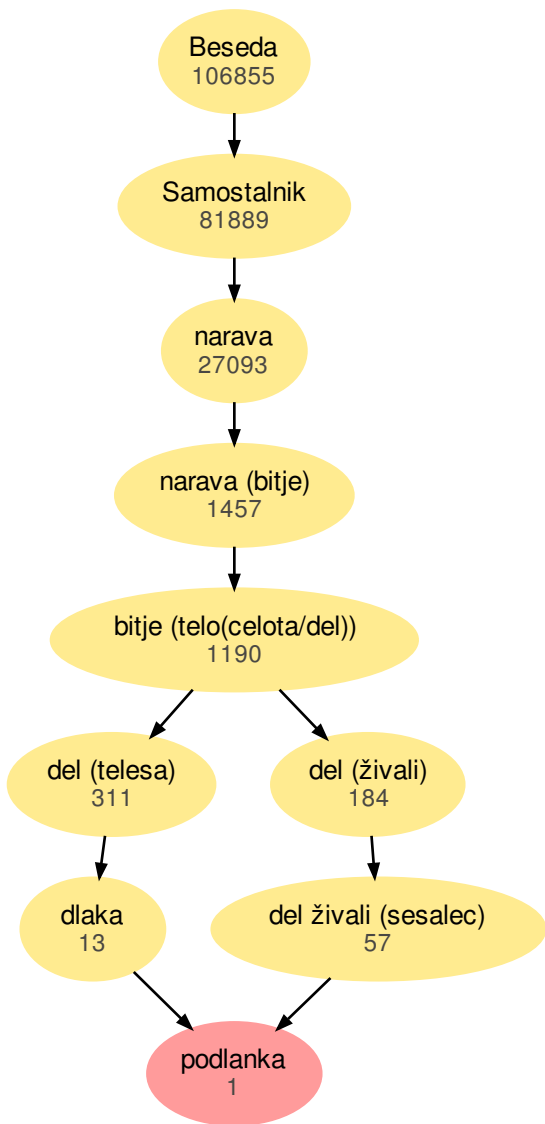 Beseda
106855
Samostalnik
81889
narava
27093
narava (bitje)
1457
bitje (telo(celota/del))
1190
del (telesa)
311
del (živali)
184
dlaka
13
del živali (sesalec)
57
podlanka
1